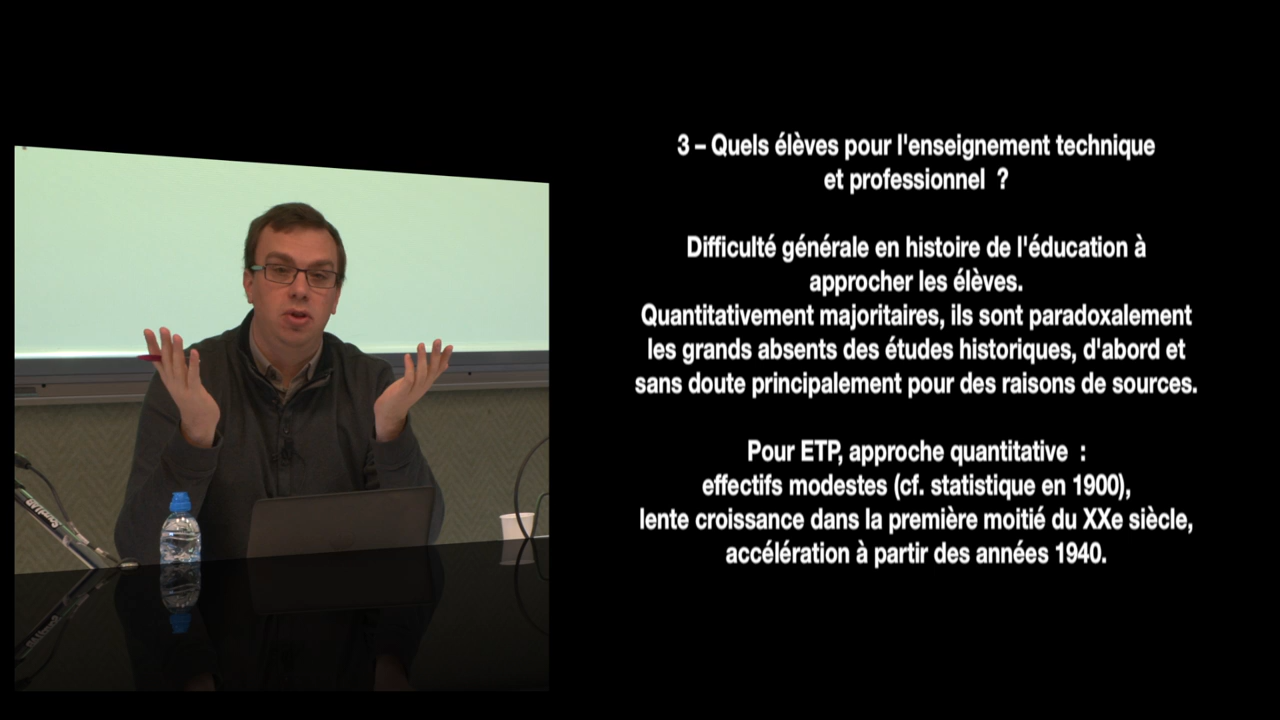 3 – Quels élèves pour l'enseignement technique
et professionnel  ?
Difficulté générale en histoire de l'éducation à
approcher les élèves.
Quantitativement majoritaires, ils sont paradoxalement
les grands absents des études historiques, d'abord et
sans doute principalement pour des raisons de sources.
Pour ETP, approche quantitative  :
effectifs modestes (cf. statistique en 1900),
lente croissance dans la première moitié du XXe siècle,
accélération à partir des années 1940.